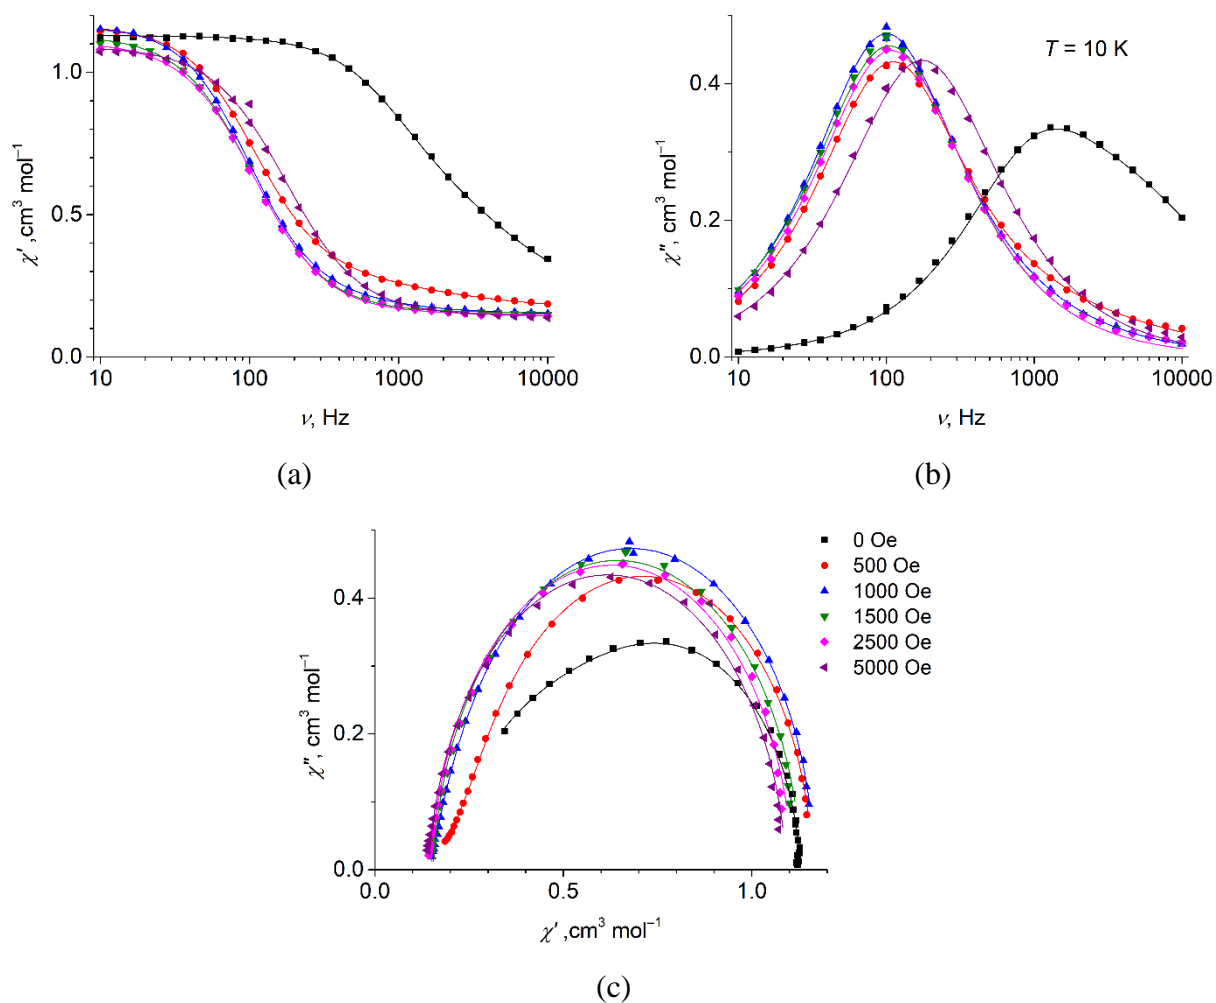 1.0
0.5
0.0
10 100 1000 10000
χ′ ,cm³ mol⁻¹
ν, Hz
(a)
T = 10 K
0.4
0.2
0.0
10 100 1000 10000
χ″, cm³ mol⁻¹
ν, Hz
(b)
0.4
0.2
0.0
0.0 0.5 1.0
χ″, cm³ mol⁻¹
χ′ ,cm³ mol⁻¹
0 Oe
500 Oe
1000 Oe
1500 Oe
2500 Oe
5000 Oe
(c)